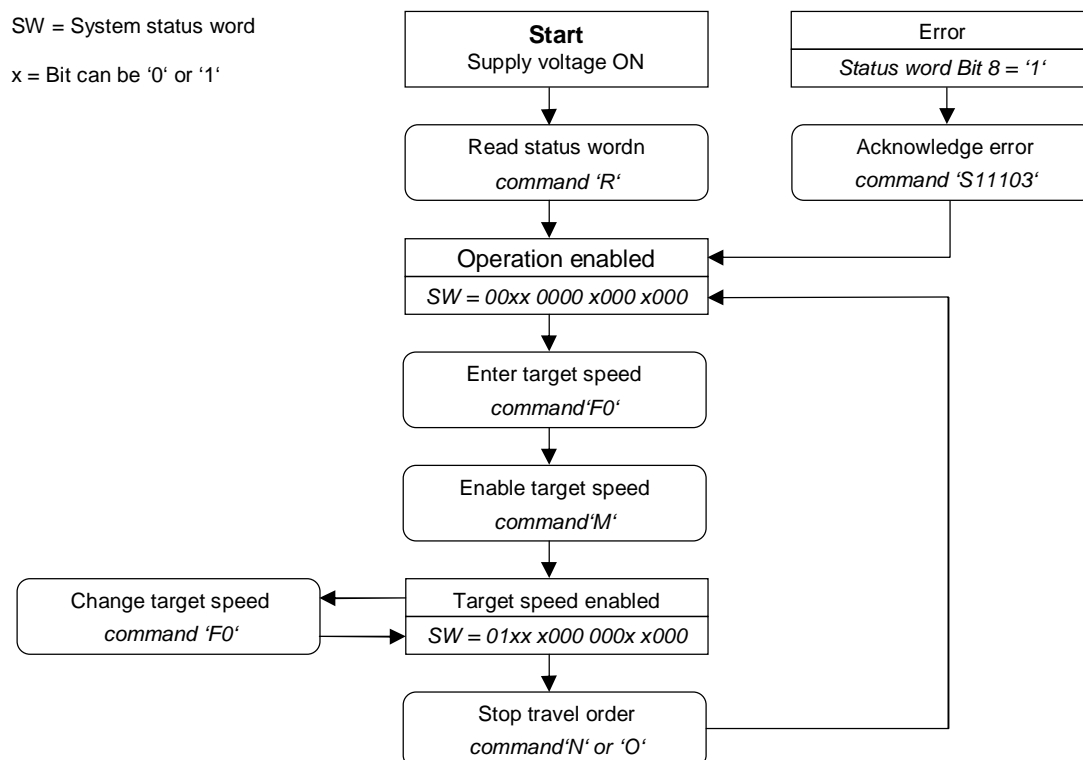 SW = System status word
x = Bit can be ‘0‘ or ‘1‘
Start
Supply voltage ON
Error
Status word Bit 8 = ‘1‘
Read status wordn
command ‘R‘
Acknowledge error
command ‘S11103‘
Operation enabled
SW = 00xx 0000 x000 x000
Enter target speed
command‘F0‘
Enable target speed
command‘M‘
Change target speed
command ‘F0‘
Target speed enabled
SW = 01xx x000 000x x000
Stop travel order
command‘N‘ or ‘O‘